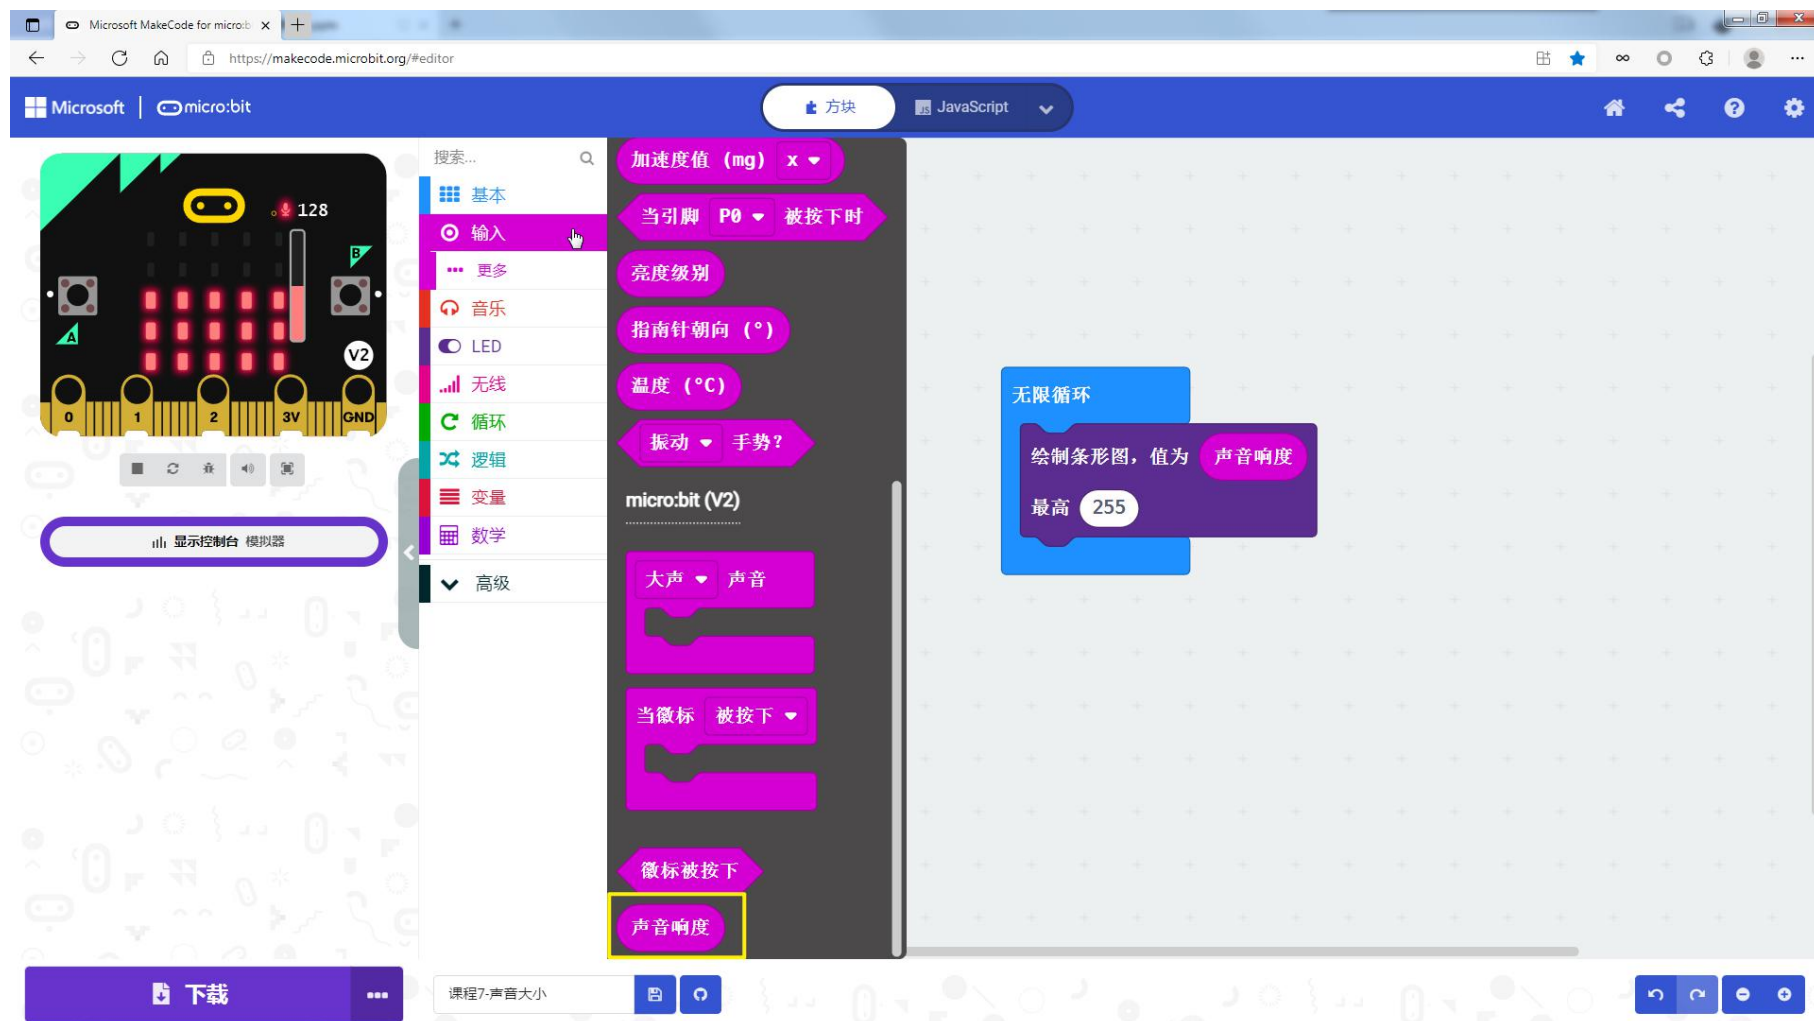 Microsoft MakeCode for micro:b
https://makecode.microbit.org/#editor
Microsoft
micro:bit
方块
JS JavaScript
128
B
A
V2
0 1 2 3V GND
显示控制台 模拟器
搜索...
基本
输入
更多
音乐
LED
无线
循环
逻辑
变量
数学
高级
加速度值 (mg) x
当引脚 P0 被按下时
亮度级别
指南针朝向 (°)
温度 (°C)
振动 手势?
micro:bit (V2)
大声 声音
当徽标 被按下
徽标被按下
声音响度
无限循环
绘制条形图，值为 声音响度
最高 255
下载
课程7-声音大小